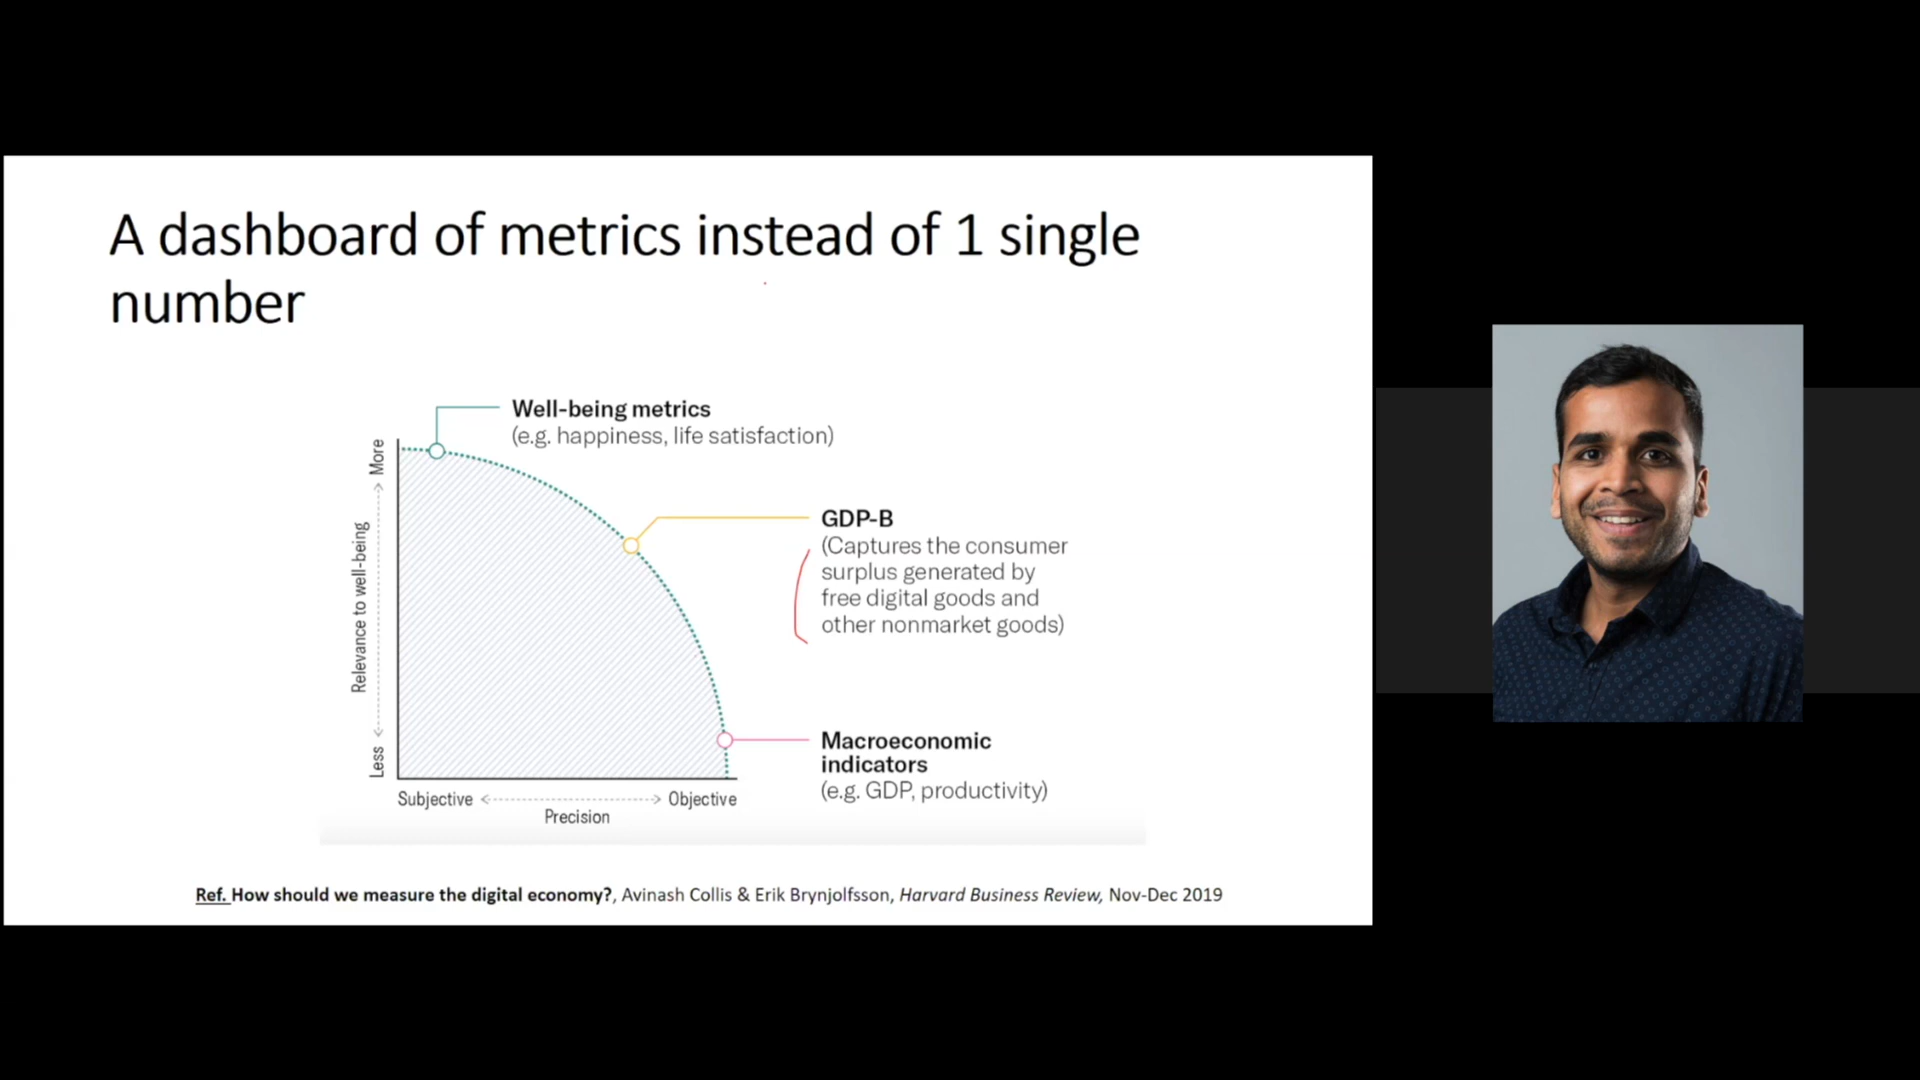 A dashboard of metrics instead of 1 single
number
Well-being metrics
(e.g. happiness, life satisfaction)
GDP-B
(Captures the consumer
surplus generated by
free digital goods and
other nonmarket goods)
Macroeconomic
indicators
(e.g. GDP, productivity)
More
Relevance to well-being
Less
Subjective
Objective
Precision
Ref. How should we measure the digital economy?, Avinash Collis & Erik Brynjolfsson, Harvard Business Review, Nov-Dec 2019